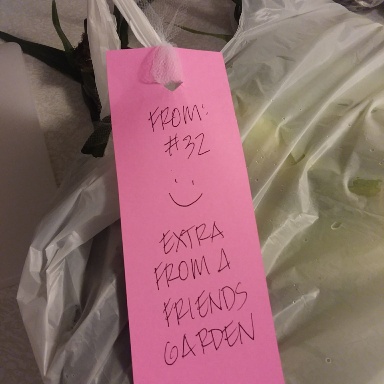 FROM:
#32
EXTRA
FROM A
FRIENDS
GARDEN